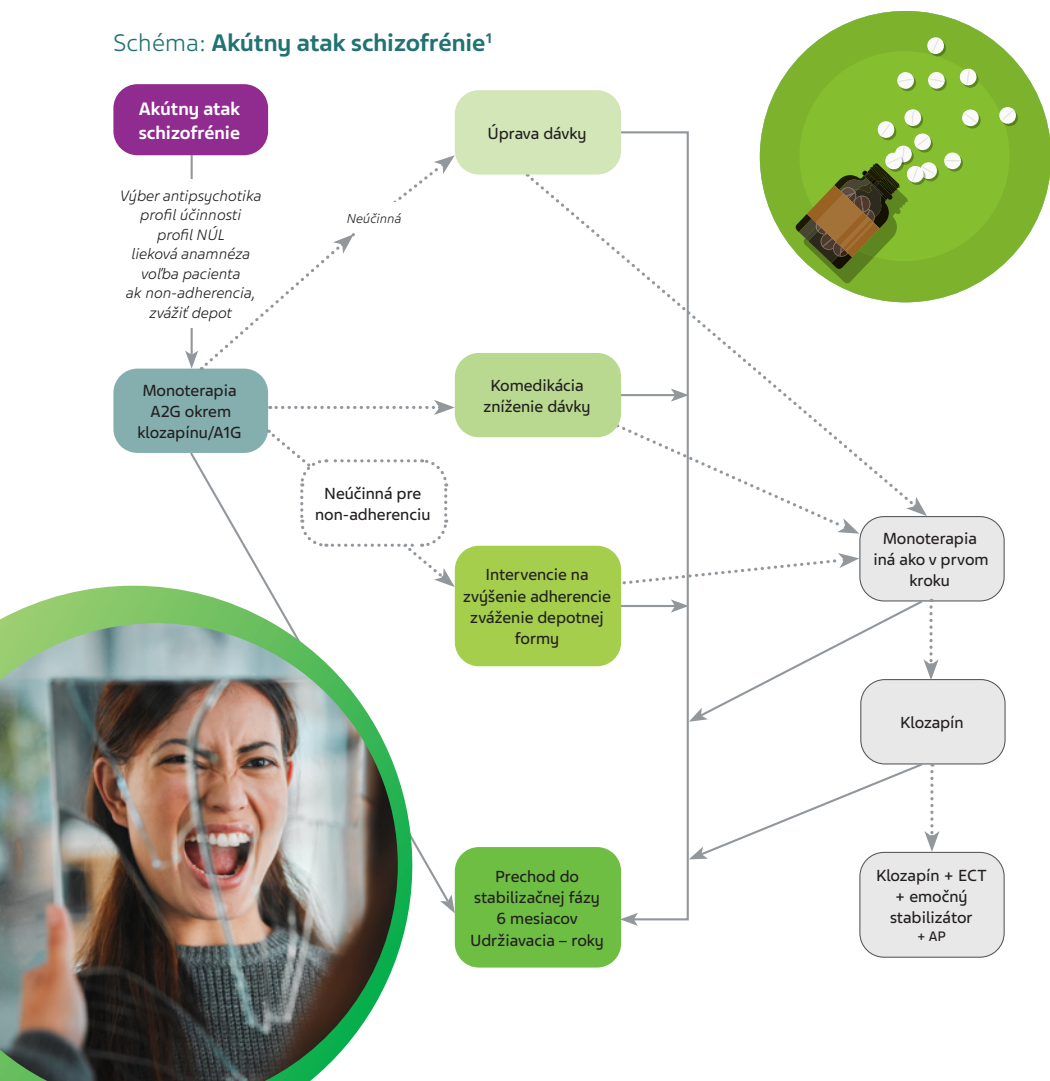 Schéma: Akútny atak schizofrénie¹
Akútny atak
schizofrénie
Výber antipsychotika
profil účinnosti
profil NÚL
lieková anamnéza
voľba pacienta
ak non-adherencia,
zvážiť depot
Monoterapia
A2G okrem
klozapínu/A1G
Neúčinná
Úprava dávky
Komedikácia
zníženie dávky
Neúčinná pre
non-adherenciu
Intervencie na
zvýšenie adherencie
zváženie depotnej
formy
Monoterapia
iná ako v prvom
kroku
Klozapín
Klozapín + ECT
+ emočný
stabilizátor
+ AP
Prechod do
stabilizačnej fázy
6 mesiacov
Udržiavacia – roky